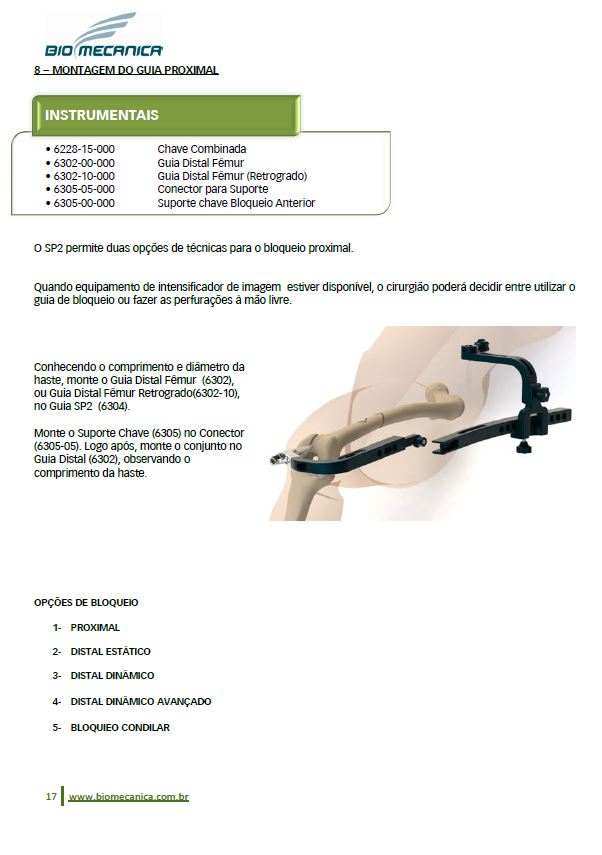 BIOMECANICA
8 – MONTAGEM DO GUIA PROXIMAL
INSTRUMENTAIS
• 6228-15-000 Chave Combinada
• 6302-00-000 Guia Distal Fêmur
• 6302-10-000 Guia Distal Fêmur (Retrogrado)
• 6305-05-000 Conector para Suporte
• 6305-00-000 Suporte chave Bloqueio Anterior
O SP2 permite duas opções de técnicas para o bloqueio proximal.
Quando equipamento de intensificador de imagem estiver disponível, o cirurgião poderá decidir entre utilizar o
guia de bloqueio ou fazer as perfurações à mão livre.
Conhecendo o comprimento e diâmetro da
haste, monte o Guia Distal Fêmur (6302),
ou Guia Distal Fêmur Retrogrado(6302-10),
no Guia SP2 (6304).
Monte o Suporte Chave (6305) no Conector
(6305-05). Logo após, monte o conjunto no
Guia Distal (6302), observando o
comprimento da haste.
OPÇÕES DE BLOQUEIO
1- PROXIMAL
2- DISTAL ESTÁTICO
3- DISTAL DINÂMICO
4- DISTAL DINÂMICO AVANÇADO
5- BLOQUIEO CONDILAR
17 www.biomecanica.com.br